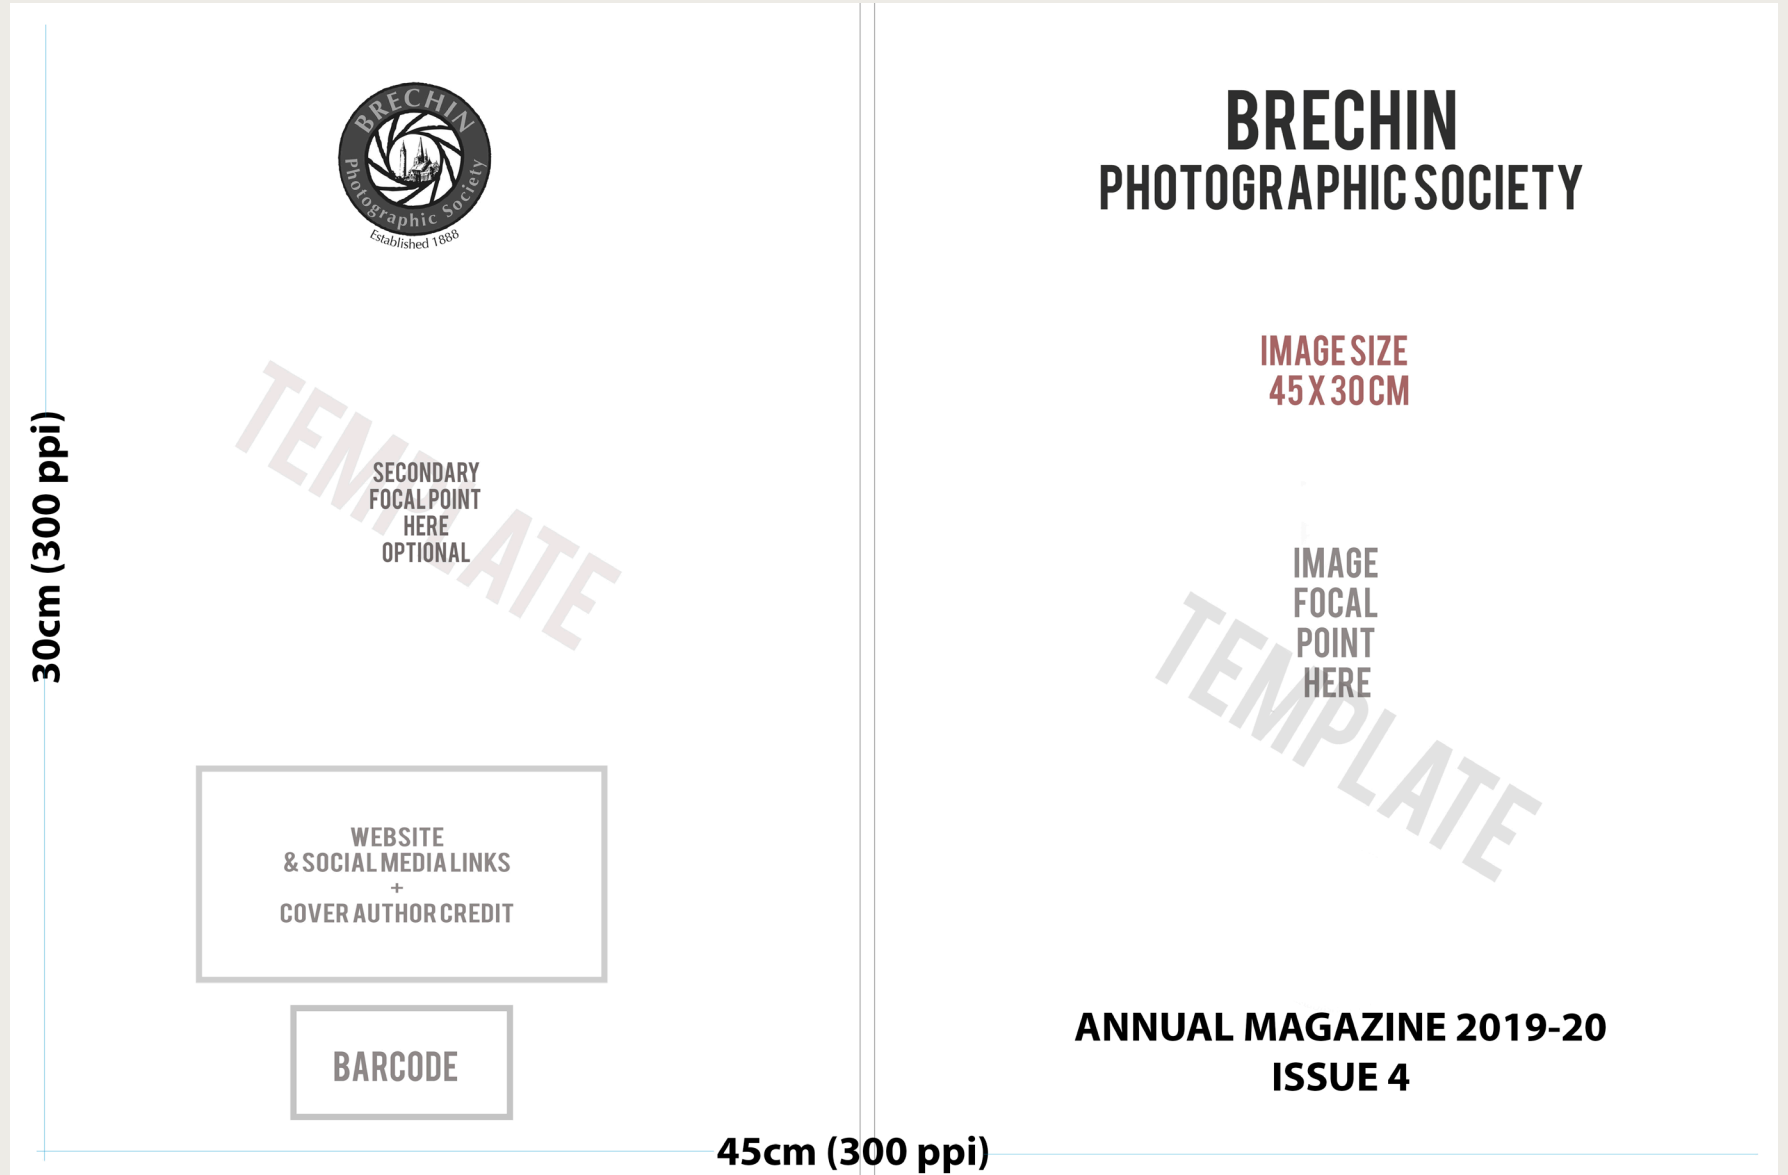 BRECHIN
Photographic Society
Established 1888
TEMPLATE
SECONDARY
FOCAL POINT
HERE
OPTIONAL
30cm (300 ppi)
WEBSITE
& SOCIAL MEDIA LINKS
+
COVER AUTHOR CREDIT
BARCODE
BRECHIN
PHOTOGRAPHIC SOCIETY
IMAGE SIZE
45 X 30 CM
IMAGE
FOCAL
POINT
HERE
TEMPLATE
ANNUAL MAGAZINE 2019-20
ISSUE 4
45cm (300 ppi)